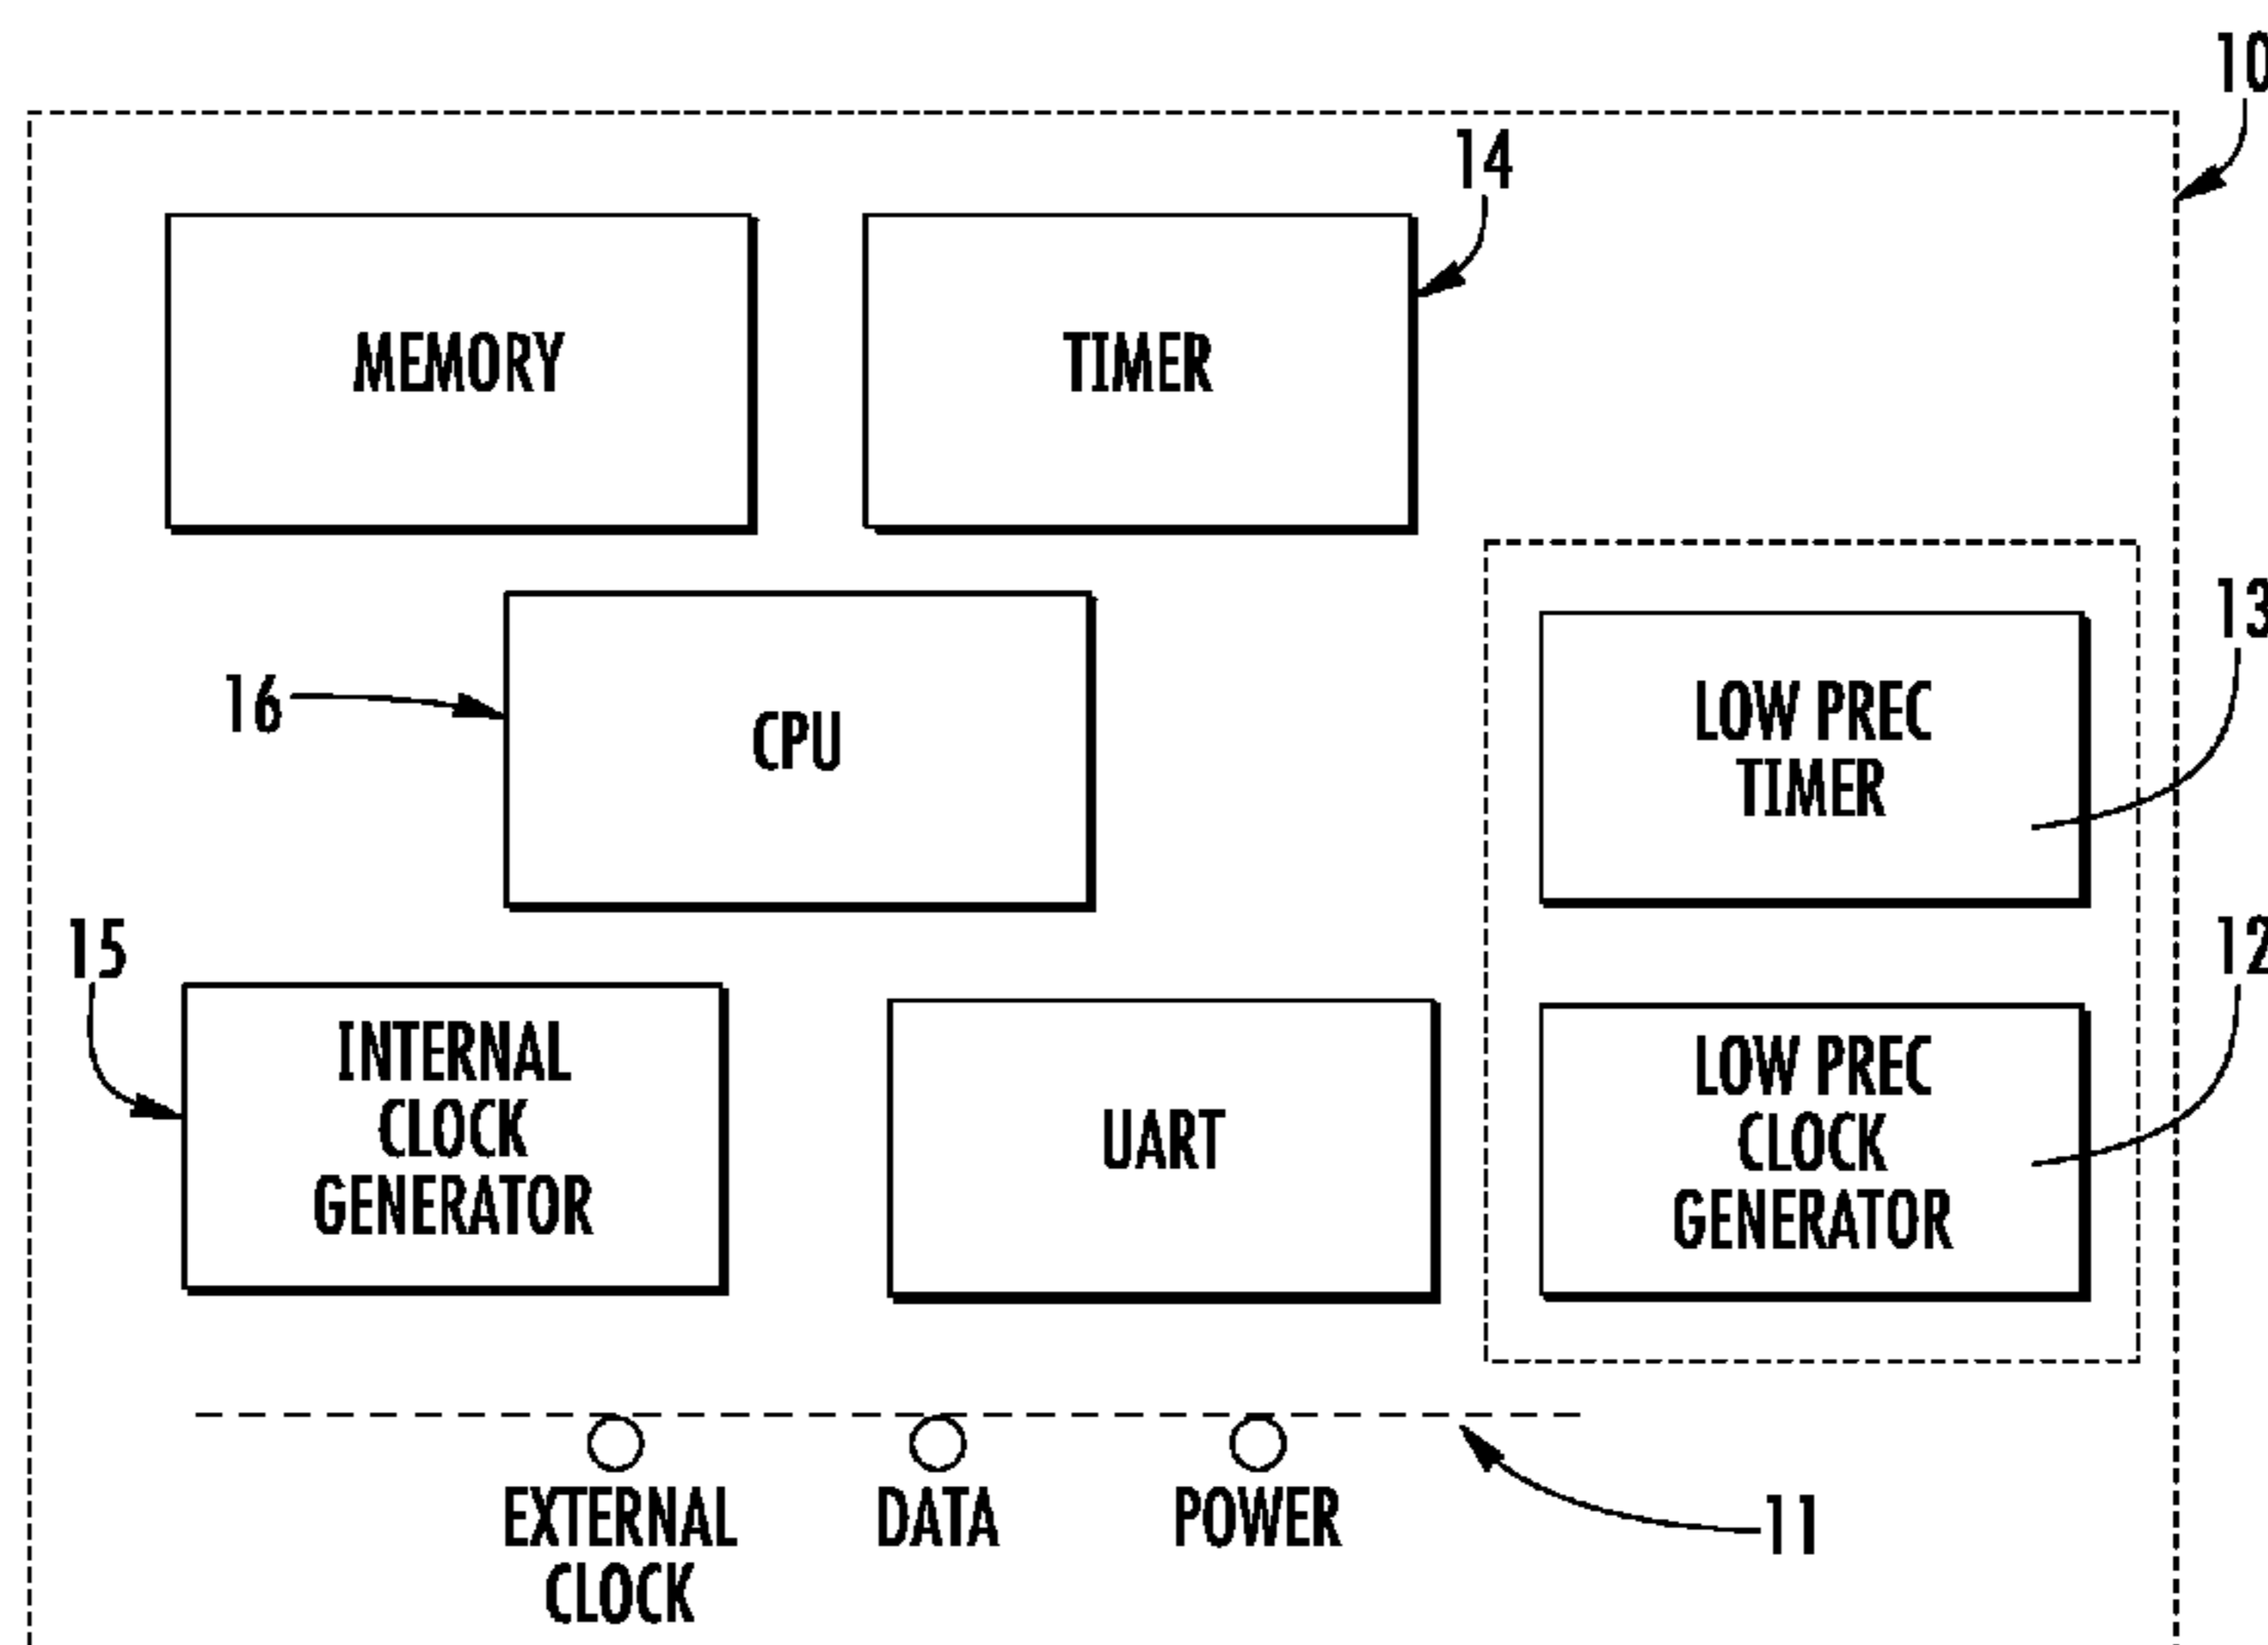 10
14
MEMORY
TIMER
13
16
CPU
LOW PREC
TIMER
15
12
INTERNAL
CLOCK
GENERATOR
UART
LOW PREC
CLOCK
GENERATOR
EXTERNAL
CLOCK
DATA
POWER
11